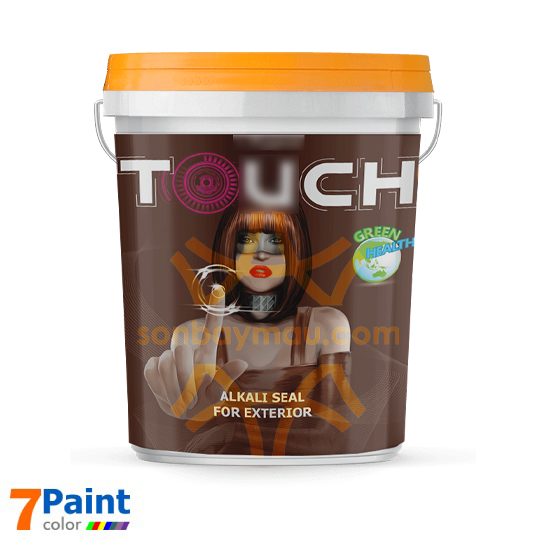 TOUCH
GREEN
HEALTH
sonbaymau.com
ALKALI SEAL
FOR EXTERIOR
7Paint
color